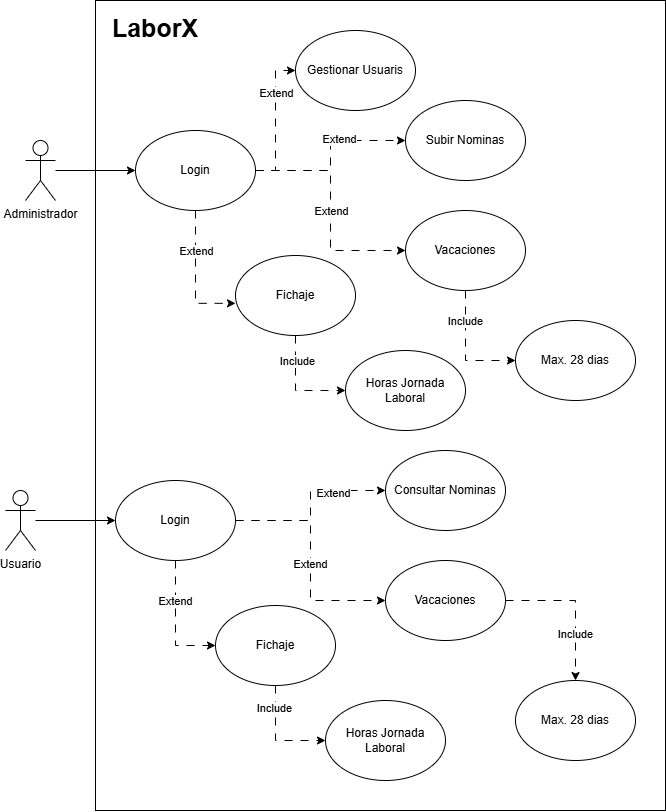 LaborX
Gestionar Usuaris
Extend
Extend
Subir Nominas
Login
Administrador
Extend
Extend
Vacaciones
Fichaje
Include
Include
Max. 28 dias
Horas Jornada
Laboral
Consultar Nominas
Extend
Login
Usuario
Extend
Extend
Vacaciones
Include
Fichaje
Include
Max. 28 dias
Horas Jornada
Laboral